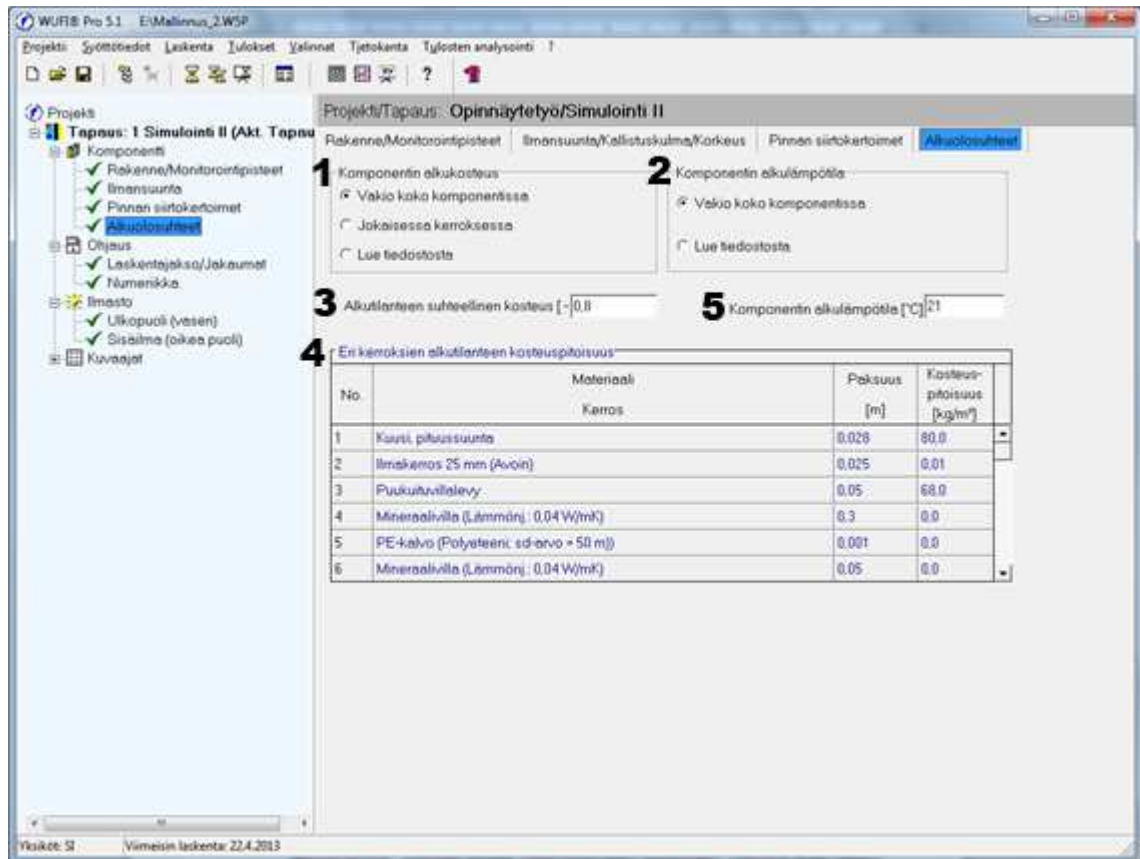 WUFI® Pro 5.1 E:\Mallinnus_2.W5P
Projekti Syöttötiedot Laskenta Tulokset Valinnat Tietokanta Tulosten analysointi ?
?
Projekti
Tapaus: 1 Simulointi II (Akt. Tapau
Komponentti
Rakenne/Monitorointipisteet
Ilmansuunta
Pinnan siirtokertoimet
Alkuolosuhteet
Ohjaus
Laskentajakso/Jakaumat
Numeriikka
Ilmasto
Ulkopuoli (vasen)
Sisäilma (oikea puoli)
Kuvaajat
Projekti/Tapaus: Opinnäytetyö/Simulointi II
Rakenne/Monitorointipisteet Ilmansuunta/Kallistuskulma/Korkeus Pinnan siirtokertoimet Alkuolosuhteet
1 Komponentin alkukosteus
Vakio koko komponentissa
Jokaisessa kerroksessa
Lue tiedostosta
2 Komponentin alkulämpötila
Vakio koko komponentissa
Lue tiedostosta
3 Alkutilanteen suhteellinen kosteus [- 0,8
5 Komponentin alkulämpötila [°C] 21
4 Eri kerroksien alkutilanteen kosteuspitoisuus
No. Materiaali Kerros Paksuus [m] Kosteus-pitoisuus [kg/m³]
1 Kuusi, pituussuunta 0.028 80.0
2 Ilmakerros 25 mm (Avoin) 0.025 0.01
3 Puukuituvillalevy 0.05 68.0
4 Mineraalivilla (Lämmönj.: 0,04 W/mK) 0.3 0.0
5 PE-kalvo (Polyeteeni; sd-arvo = 50 m)) 0.001 0.0
6 Mineraalivilla (Lämmönj.: 0,04 W/mK) 0.05 0.0
Yksiköt: SI Viimeisin laskenta: 22.4.2013